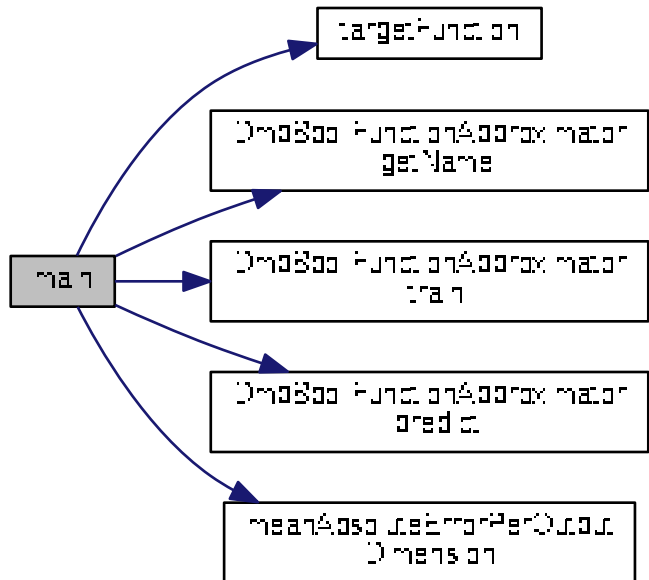 main
targetFunction
DmpBbo::FunctionApproximator::
getName
DmpBbo::FunctionApproximator::
train
DmpBbo::FunctionApproximator::
predict
meanAbsoluteErrorPerOutput
Dimension